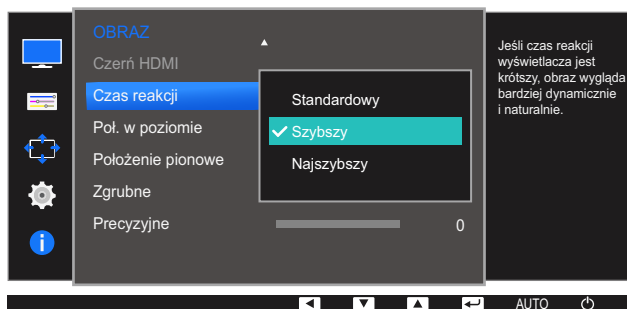 OBRAZ
Czerń HDMI
Czas reakcji
Poł. w poziomie
Położenie pionowe
Zgrubne
Precyzyjne
Standardowy
Szybszy
Najszybszy
0
Jeśli czas reakcji
wyświetlacza jest
krótszy, obraz wygląda
bardziej dynamicznie
i naturalnie.
AUTO